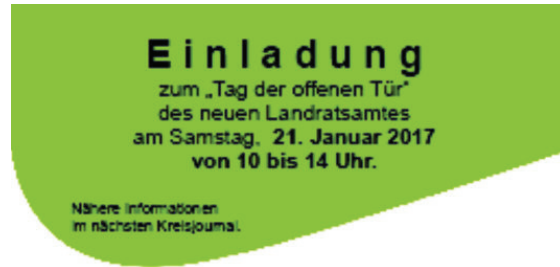 Einladung
zum „Tag der offenen Tür“
des neuen Landratsamtes
am Samstag, 21. Januar 2017
von 10 bis 14 Uhr.
Nähere Informationen
im nächsten Kreisjournal.